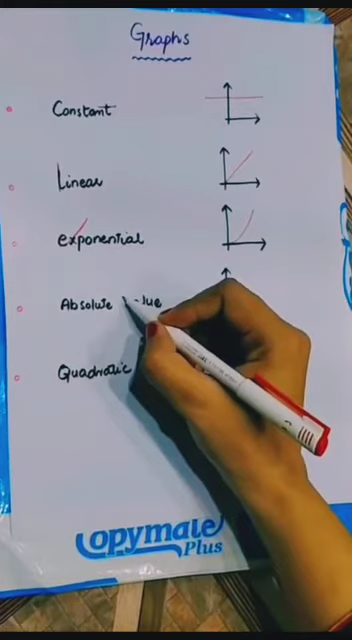 Graphs
Constant
Linear
exponential
Absolute
Quadratic
Copymate
Plus